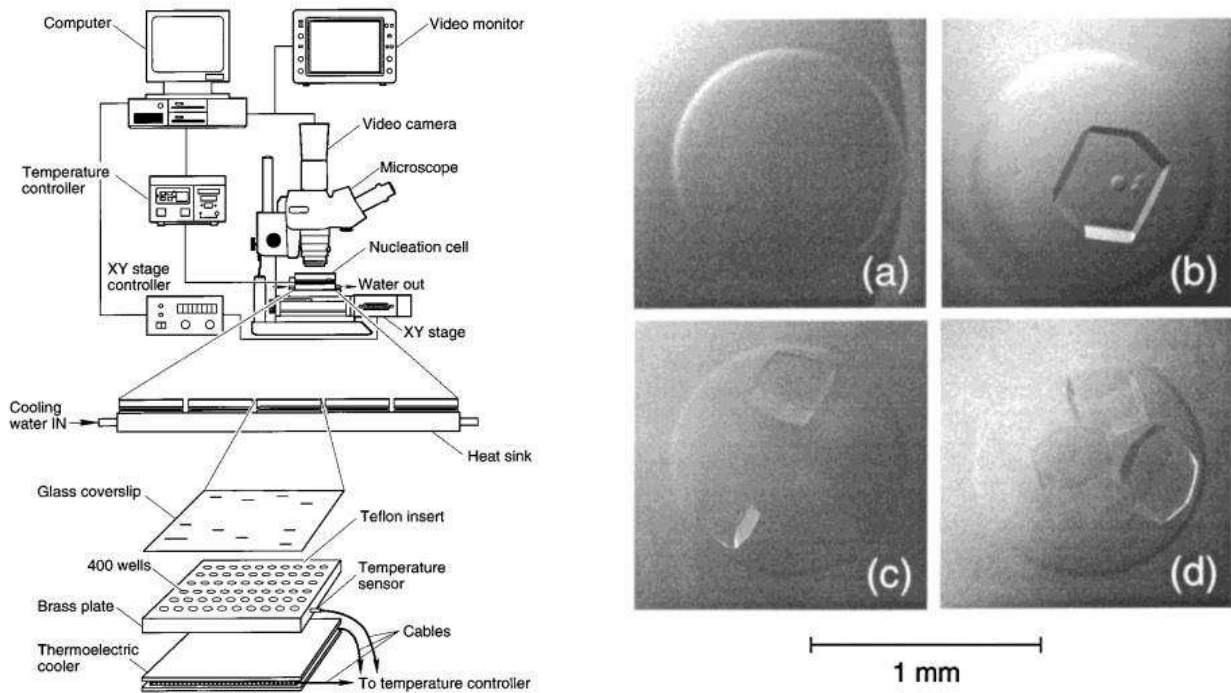 Computer
Video monitor
Video camera
Temperature
controller
Microscope
Nucleation cell
XY stage
controller
Water out
XY stage
Cooling
water IN
Heat sink
Glass coverslip
Teflon insert
400 wells
Temperature
sensor
Brass plate
Cables
Thermoelectric
cooler
To temperature controller
(a)
(b)
(c)
(d)
1 mm